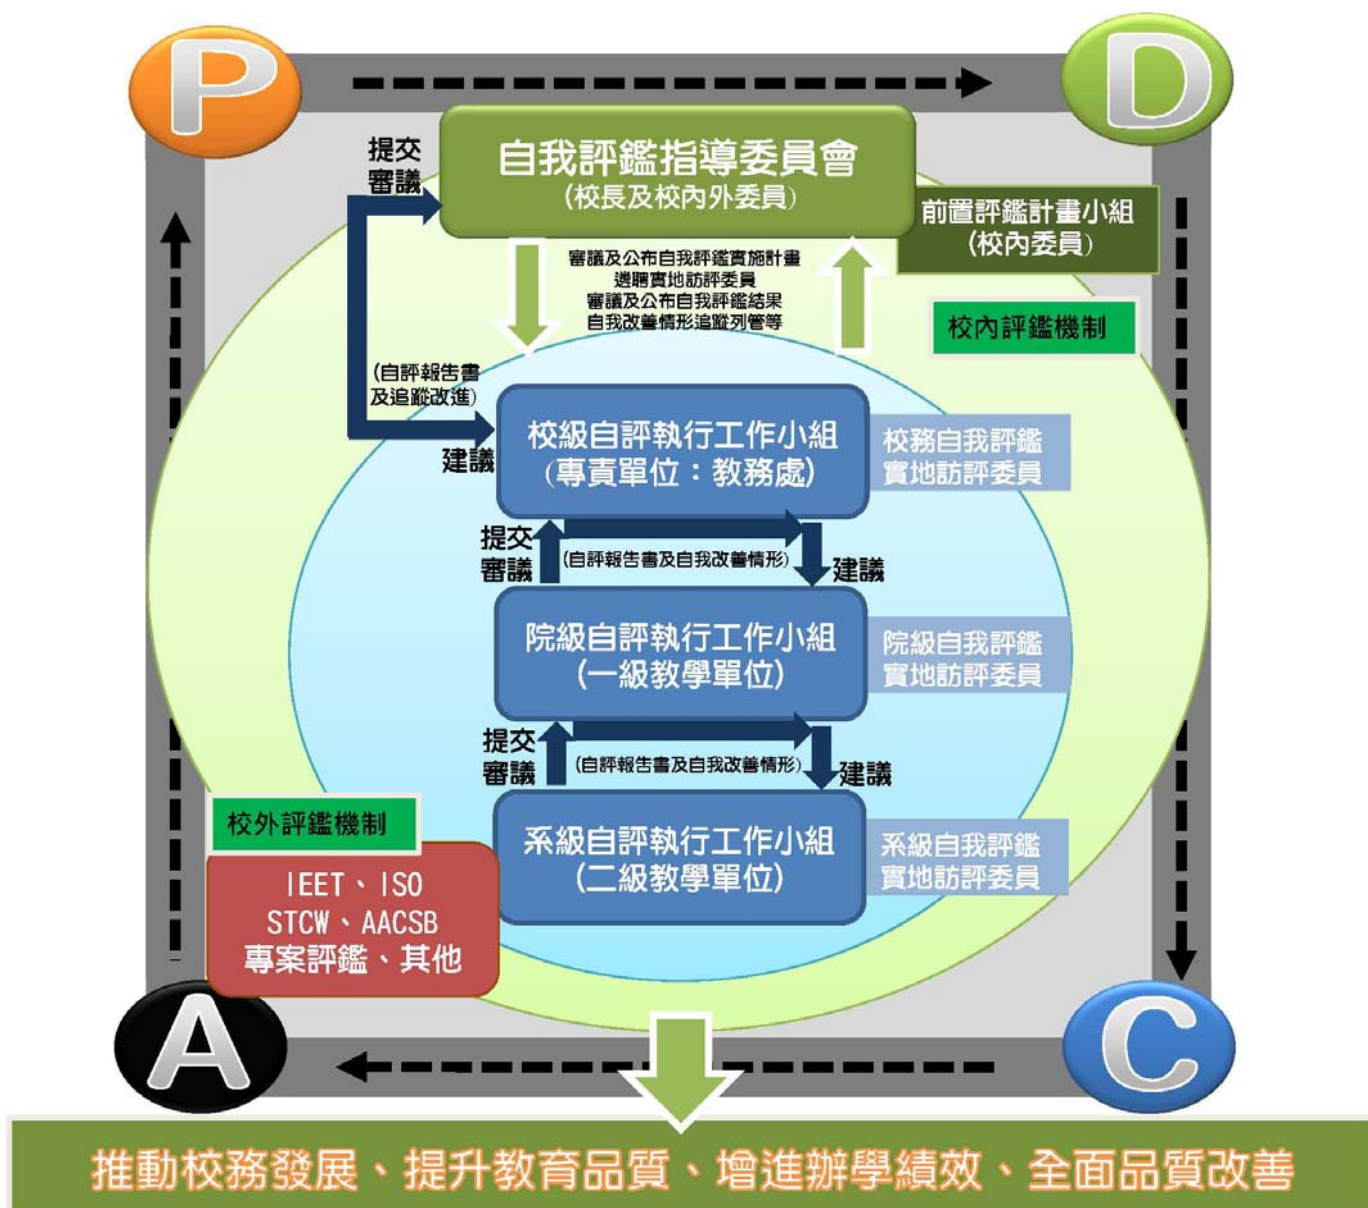 P
D
提交
審議
自我評鑑指導委員會
(校長及校內外委員)
前置評鑑計畫小組
(校內委員)
審議及公布自我評鑑實施計畫
遴聘實地訪評委員
審議及公布自我評鑑結果
自我改善情形追蹤列管等
校內評鑑機制
(自評報告書
及追蹤改進)
建議
校級自評執行工作小組
(專責單位：教務處)
校務自我評鑑
實地訪評委員
提交
審議
(自評報告書及自我改善情形)
建議
院級自評執行工作小組
(一級教學單位)
院級自我評鑑
實地訪評委員
提交
審議
(自評報告書及自我改善情形)
建議
系級自評執行工作小組
(二級教學單位)
系級自我評鑑
實地訪評委員
校外評鑑機制
IEET、ISO
STCW、AACSB
專案評鑑、其他
A
C
推動校務發展、提升教育品質、增進辦學績效、全面品質改善